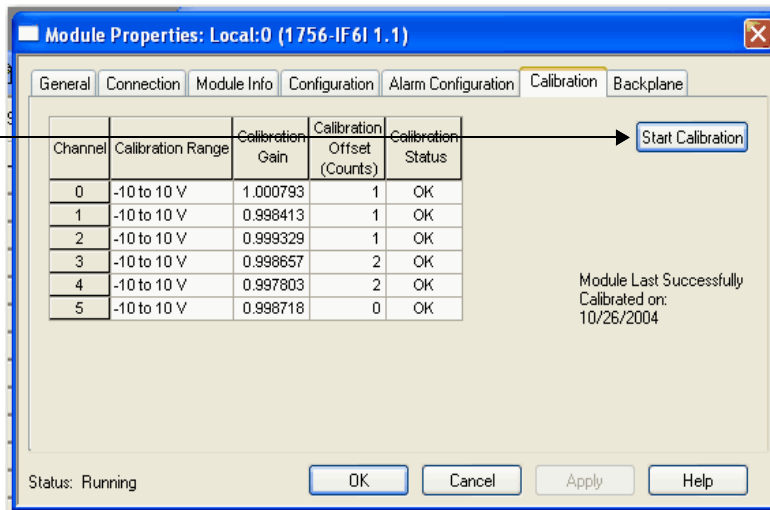 Module Properties: Local:0 (1756-IF6I 1.1)
General Connection Module Info Configuration Alarm Configuration Calibration Backplane
Channel Calibration Range Calibration Gain Calibration Offset (Counts) Calibration Status
0 -10 to 10 V 1.000793 1 OK
1 -10 to 10 V 0.998413 1 OK
2 -10 to 10 V 0.999329 1 OK
3 -10 to 10 V 0.998657 2 OK
4 -10 to 10 V 0.997803 2 OK
5 -10 to 10 V 0.998718 0 OK
Start Calibration
Module Last Successfully
Calibrated on:
10/26/2004
Status: Running
OK Cancel Apply Help